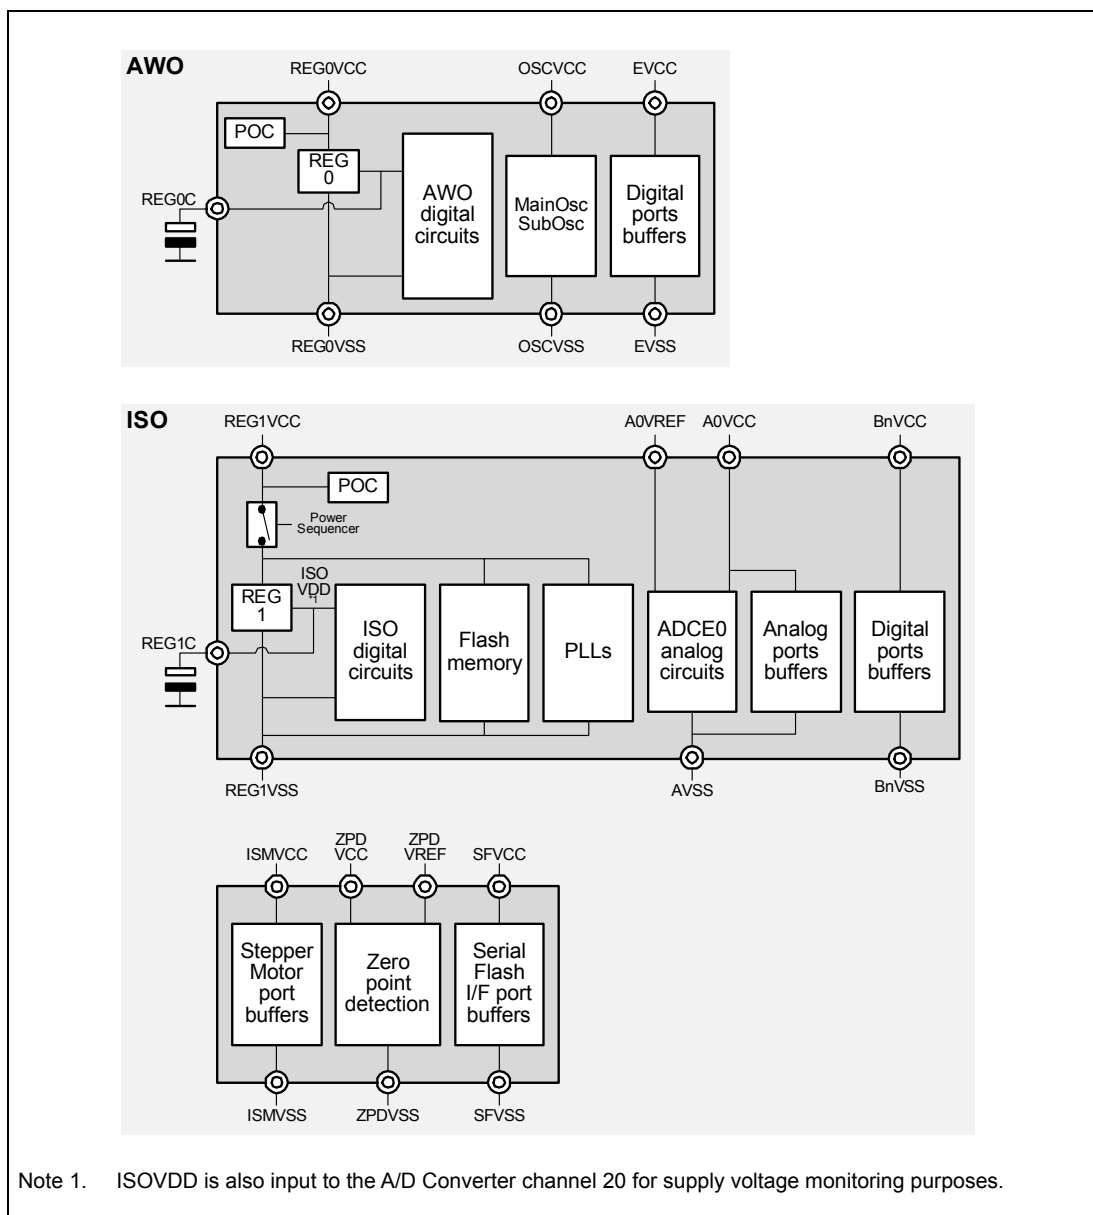 AWO
REG0VCC
OSCVCC
EVCC
POC
REG
0
REG0C
AWO
digital
circuits
MainOsc
SubOsc
Digital
ports
buffers
REG0VSS
OSCVSS
EVSS
ISO
REG1VCC
A0VREF
A0VCC
BnVCC
POC
Power
Sequencer
ISO
VDD
*1
REG
1
REG1C
ISO
digital
circuits
Flash
memory
PLLs
ADCE0
analog
circuits
Analog
ports
buffers
Digital
ports
buffers
REG1VSS
AVSS
BnVSS
ISMVCC
ZPD
VCC
ZPD
VREF
SFVCC
Stepper
Motor
port
buffers
Zero
point
detection
Serial
Flash
I/F port
buffers
ISMVSS
ZPDVSS
SFVSS
Note 1. ISOVDD is also input to the A/D Converter channel 20 for supply voltage monitoring purposes.